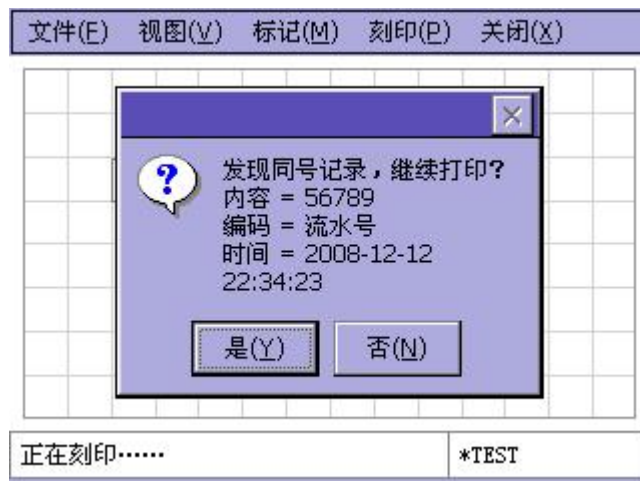 文件(F) 视图(V) 标记(M) 刻印(P) 关闭(X)
发现同号记录，继续打印?
内容 = 56789
编码 = 流水号
时间 = 2008-12-12
22:34:23
是(Y) 否(N)
正在刻印…… *TEST